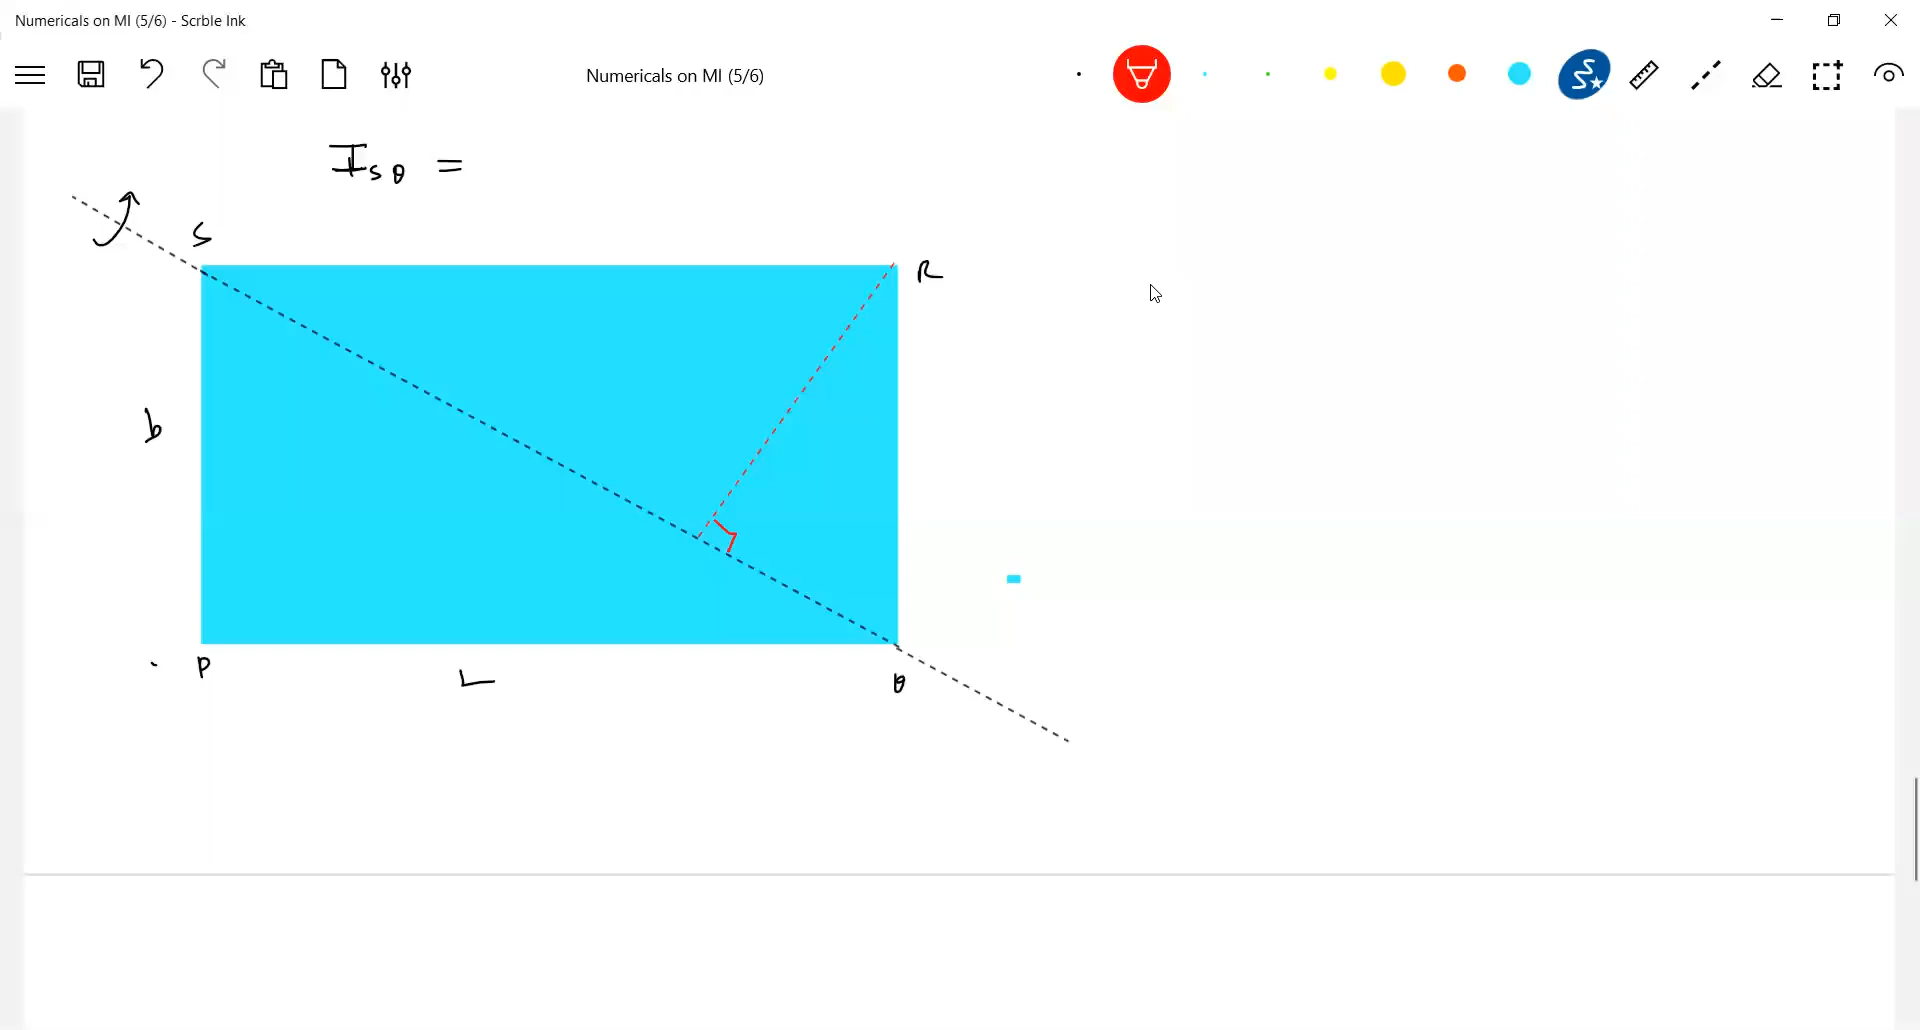 Numericals on MI (5/6) - Scrble Ink
Numericals on MI (5/6)
I_SQ =
S
R
b
P
L
Q